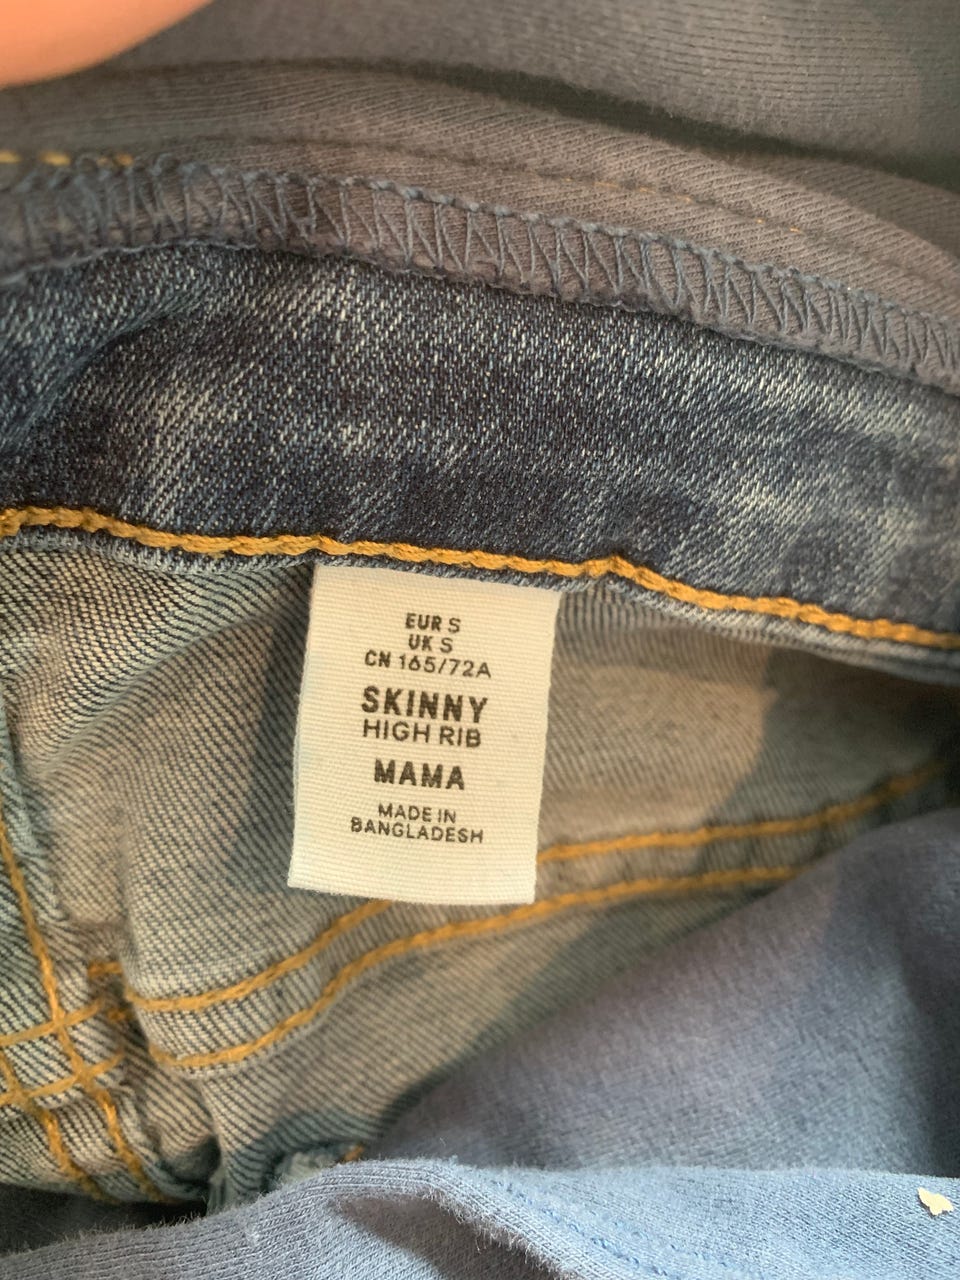 EUR S
UK S
CN 165/72A
SKINNY
HIGH RIB
MAMA
MADE IN
BANGLADESH